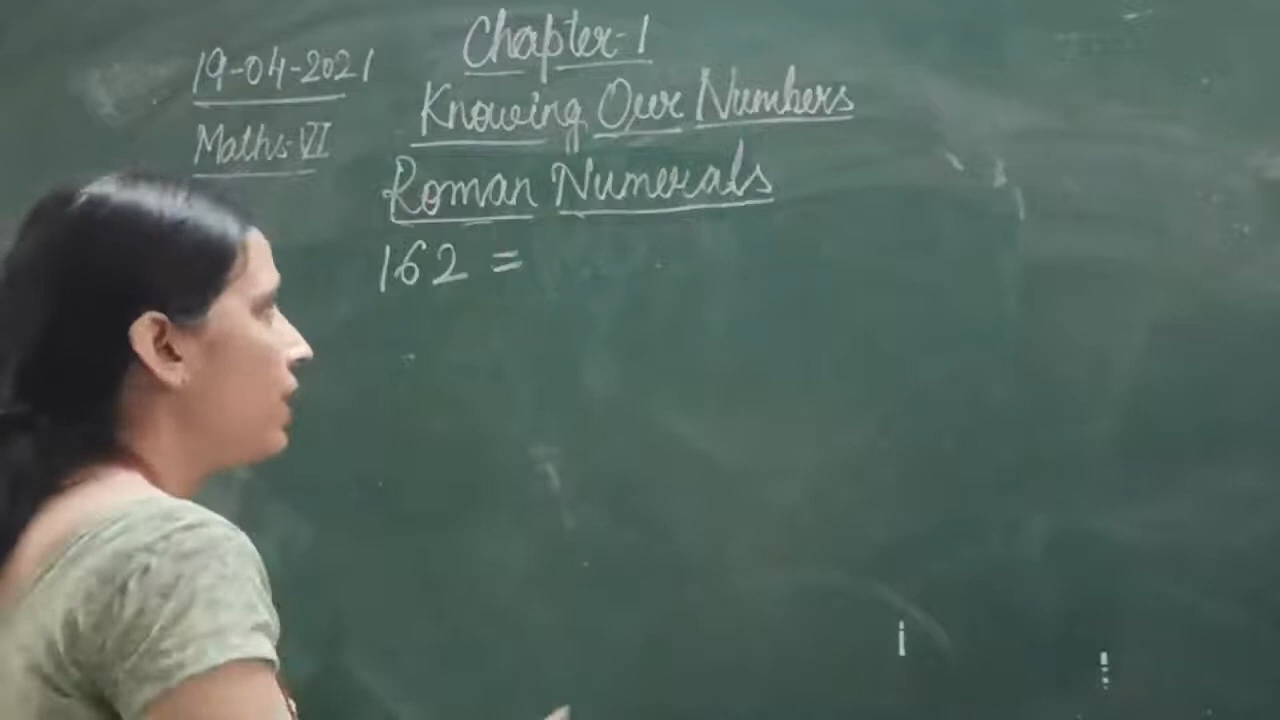 19-04-2021
Maths-VI
Chapter-1
Knowing Our Numbers
Roman Numerals
162 =